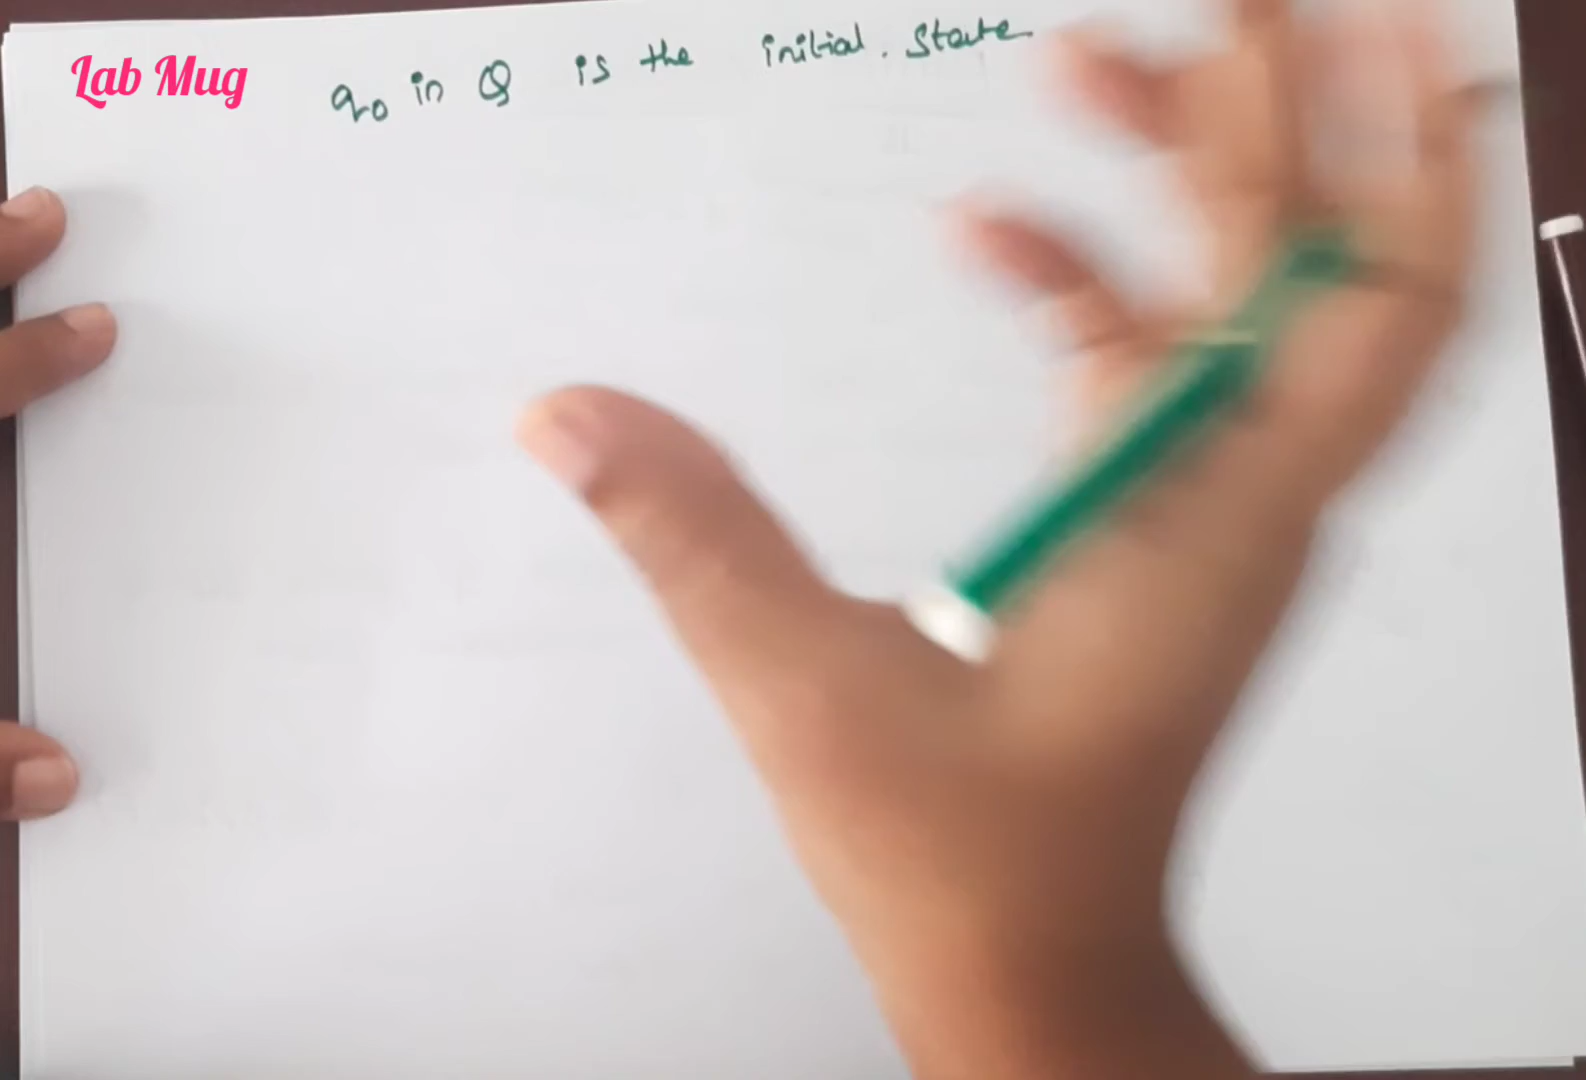 Lab Mug
q0 in Q is the initial. State